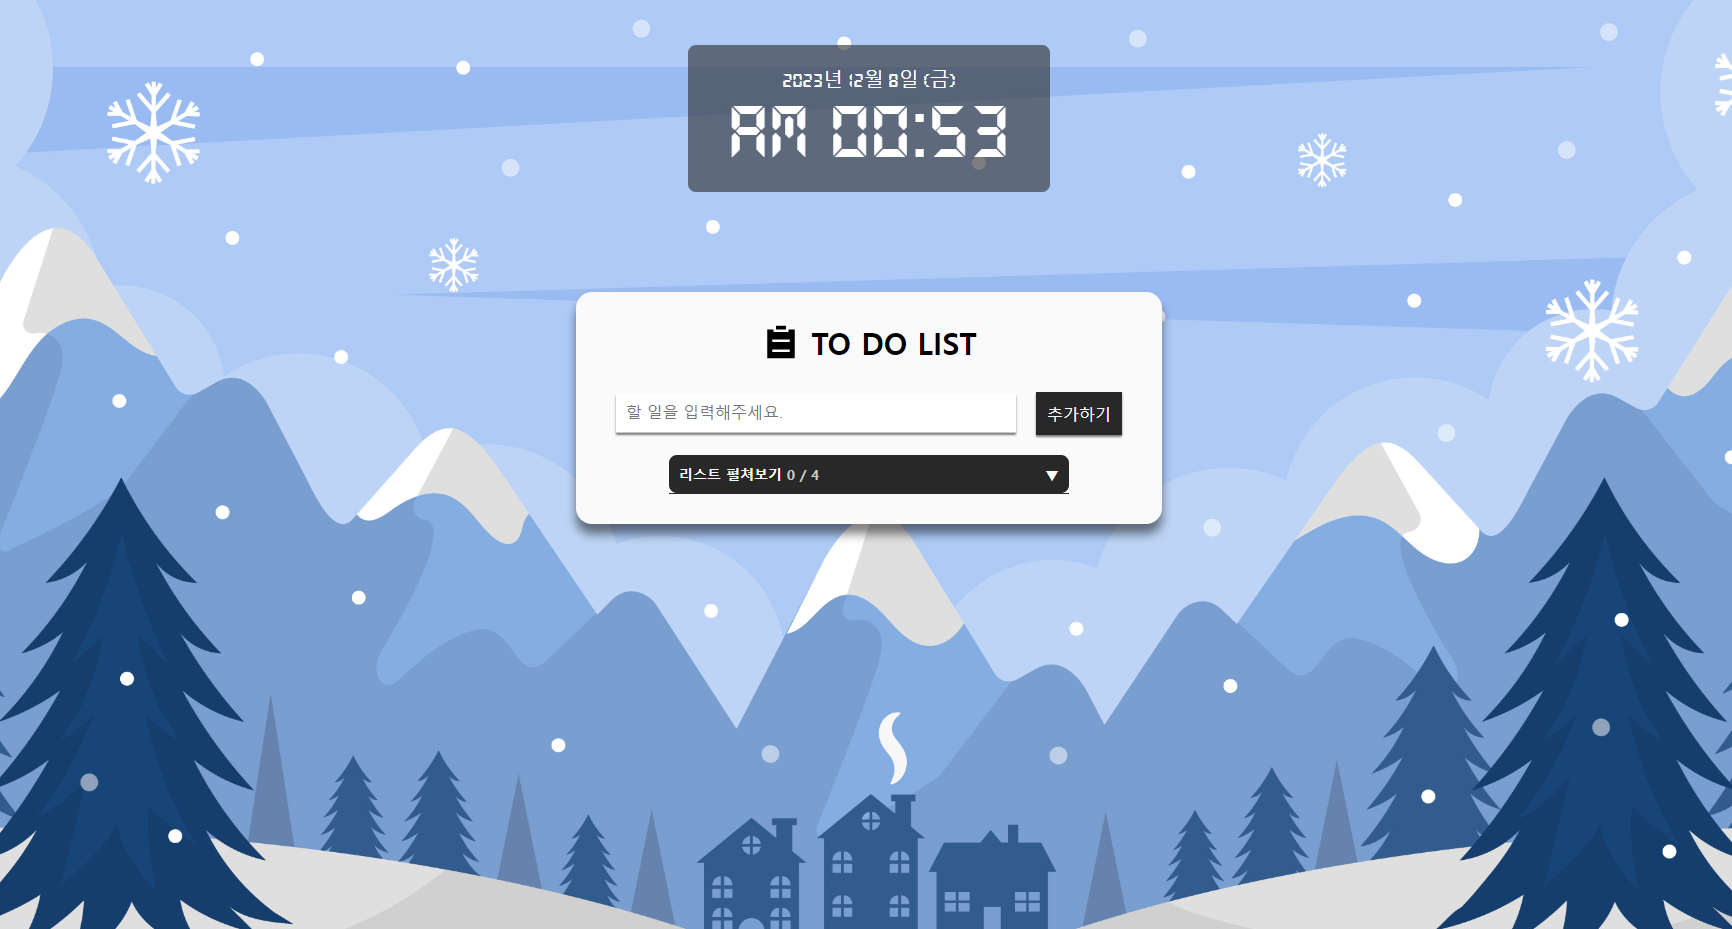 2023년 12월 8일 (금)
AM 00:53
TO DO LIST
할 일을 입력해주세요.
추가하기
리스트 펼쳐보기 0 / 4 ▼